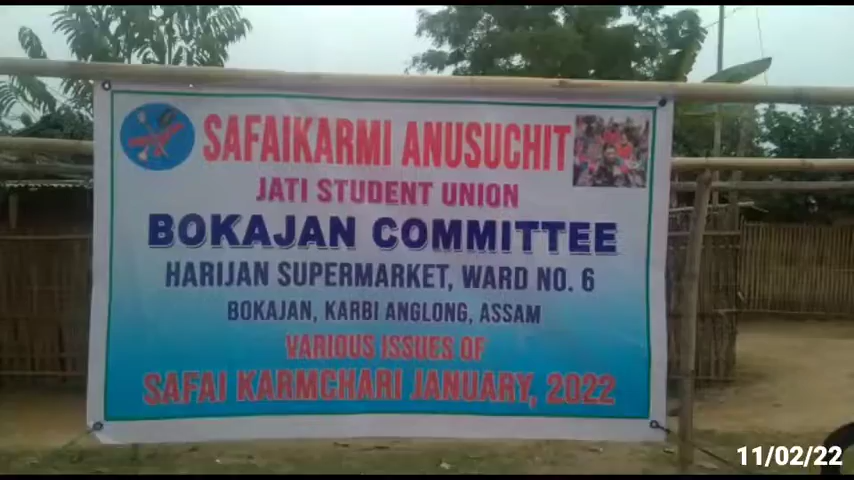 SAFAIKARMI ANUSUCHIT
JATI STUDENT UNION
BOKAJAN COMMITTEE
HARIJAN SUPERMARKET, WARD NO. 6
BOKAJAN, KARBI ANGLONG, ASSAM
VARIOUS ISSUES OF
SAFAI KARMCHARI JANUARY, 2022
11/02/22